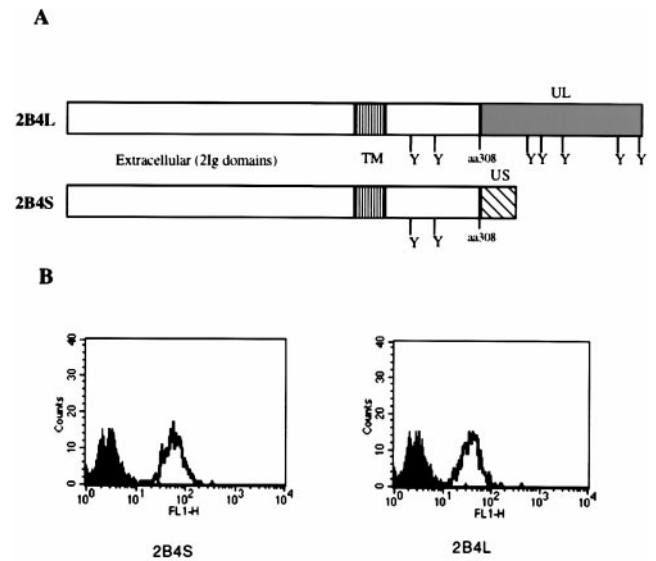 A
UL
2B4L
Y Y aa308 Y Y Y Y Y
Extracellular (2Ig domains) TM US
2B4S
Y Y aa308
B
40 40
30 30
Counts 20 Counts 20
10 10
0 0
10⁰ 10¹ 10² 10³ 10⁴ 10⁰ 10¹ 10² 10³ 10⁴
FL1-H FL1-H
2B4S 2B4L